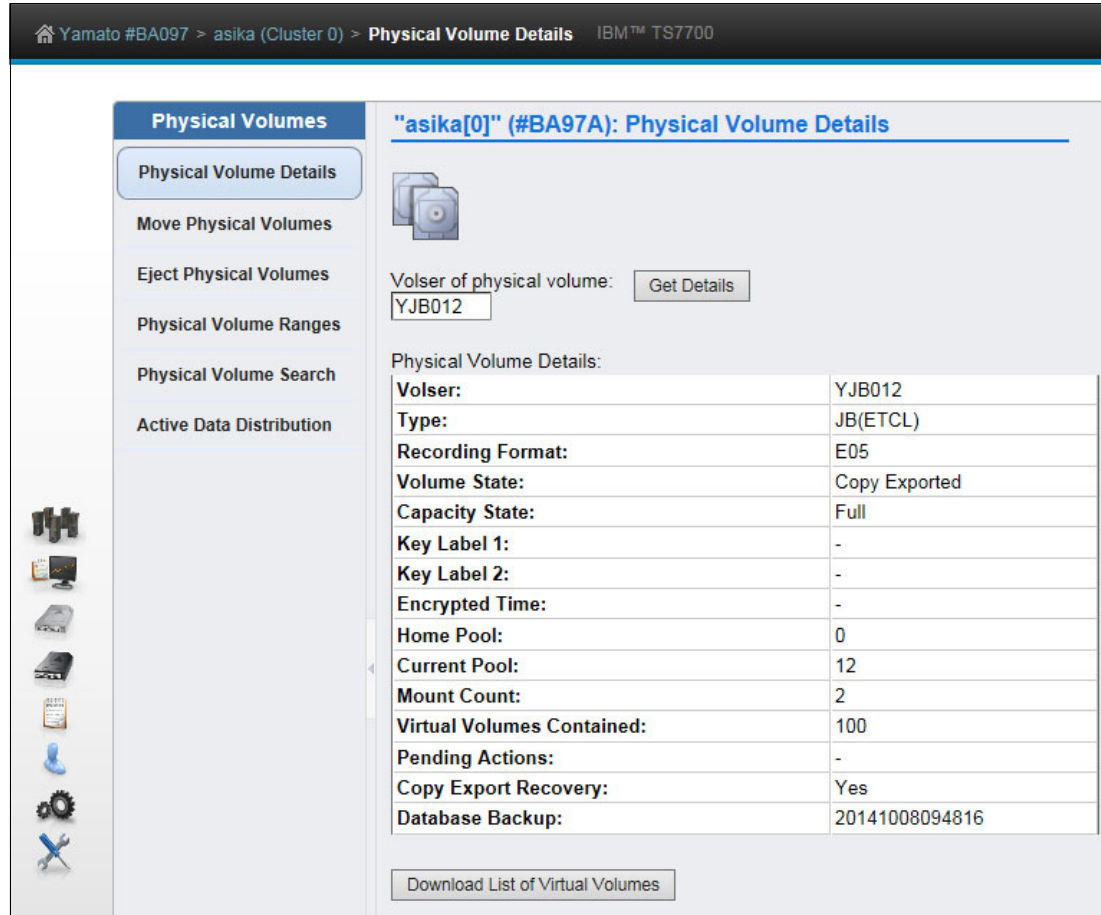 Yamato #BA097 > asika (Cluster 0) > Physical Volume Details IBM™ TS7700
Physical Volumes
Physical Volume Details
Move Physical Volumes
Eject Physical Volumes
Physical Volume Ranges
Physical Volume Search
Active Data Distribution
"asika[0]" (#BA97A): Physical Volume Details
Volser of physical volume: Get Details
YJB012
Physical Volume Details:
Volser: YJB012
Type: JB(ETCL)
Recording Format: E05
Volume State: Copy Exported
Capacity State: Full
Key Label 1: -
Key Label 2: -
Encrypted Time: -
Home Pool: 0
Current Pool: 12
Mount Count: 2
Virtual Volumes Contained: 100
Pending Actions: -
Copy Export Recovery: Yes
Database Backup: 20141008094816
Download List of Virtual Volumes